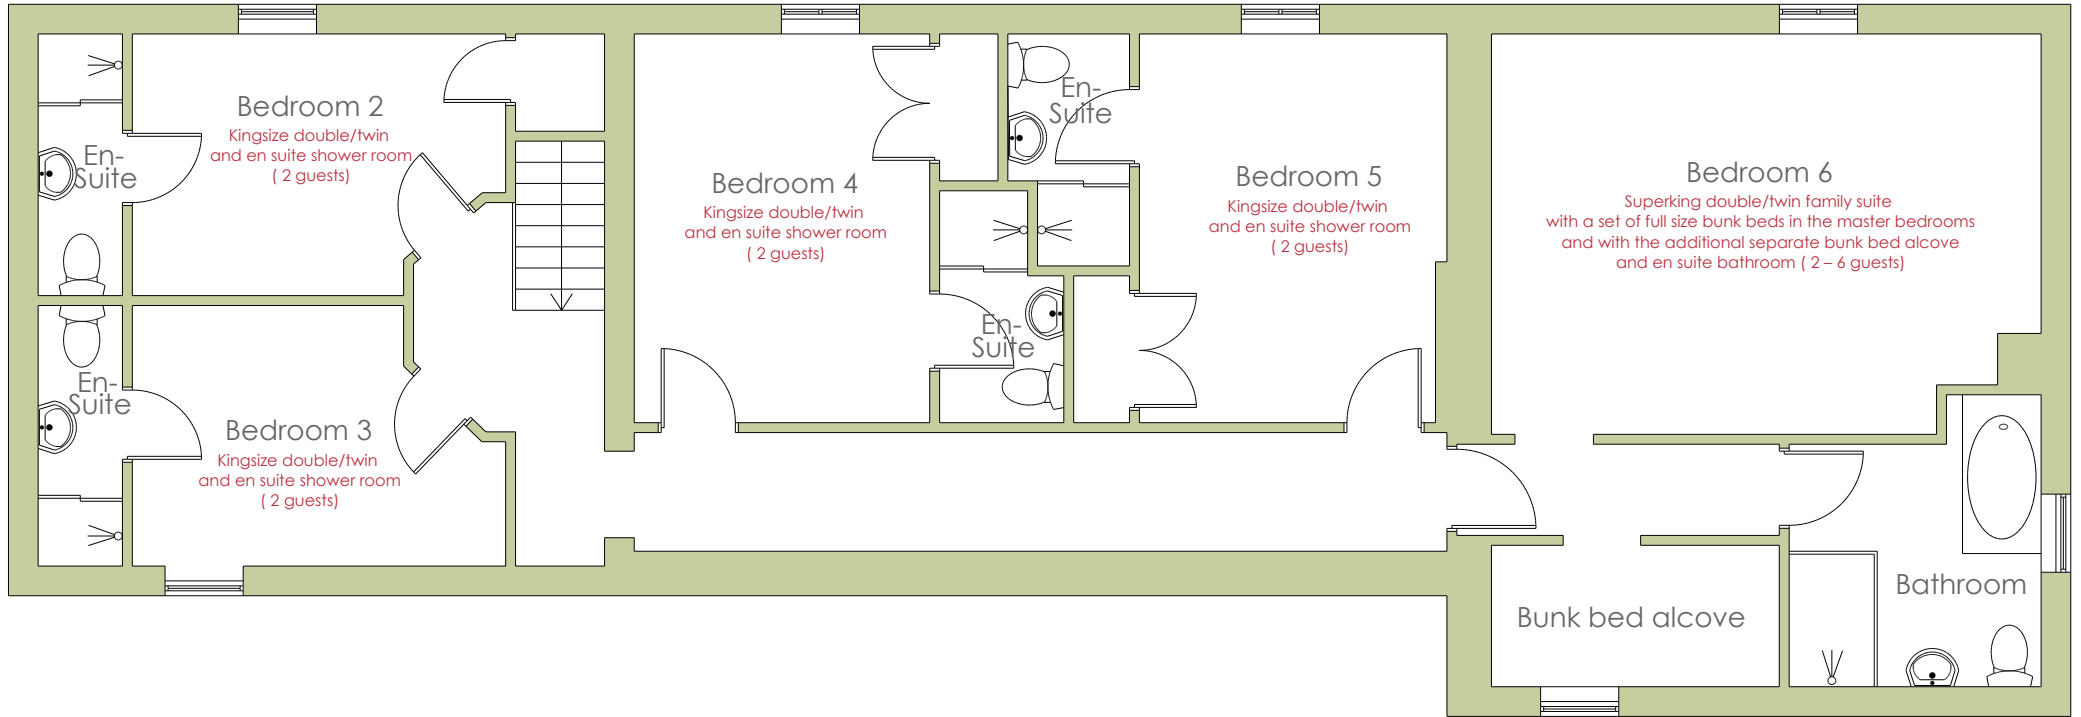 Bedroom 2
Kingsize double/twin
and en suite shower room
( 2 guests)
En-
Suite
Bedroom 3
Kingsize double/twin
and en suite shower room
( 2 guests)
En-
Suite
Bedroom 4
Kingsize double/twin
and en suite shower room
( 2 guests)
En-
Suite
En-
Suite
Bedroom 5
Kingsize double/twin
and en suite shower room
( 2 guests)
Bedroom 6
Superking double/twin family suite
with a set of full size bunk beds in the master bedrooms
and with the additional separate bunk bed alcove
and en suite bathroom ( 2 – 6 guests)
Bathroom
Bunk bed alcove